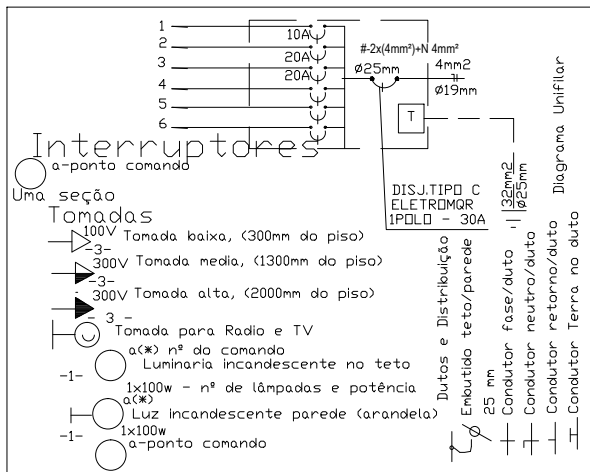 1
10A
2
20A
3
20A
4
5
6
#-2x(4mm²)+N 4mm²
Ø25mm
4mm2
Ø19mm
T
DISJ.TIPO C
ELETROMQR
1POLO - 30A
32mm2
Ø25mm
Diagrama Unifilar
Interruptores
a-ponto comando
Uma seção
Tomadas
100V
-3-
Tomada baixa, (300mm do piso)
300V
-3-
Tomada media, (1300mm do piso)
300V
- 3 -
Tomada alta, (2000mm do piso)
Tomada para Radio e TV
a(*) nº do comando
-1-
Luminaria incandescente no teto
1x100w - nº de lâmpadas e potência
a(*)
-1-
Luz incandescente parede (arandela)
1x100w
a-ponto comando
Dutos e Distribuição
Embutido teto/parede
25 mm
Condutor fase/duto
Condutor neutro/duto
Condutor retorno/duto
Condutor Terra no duto